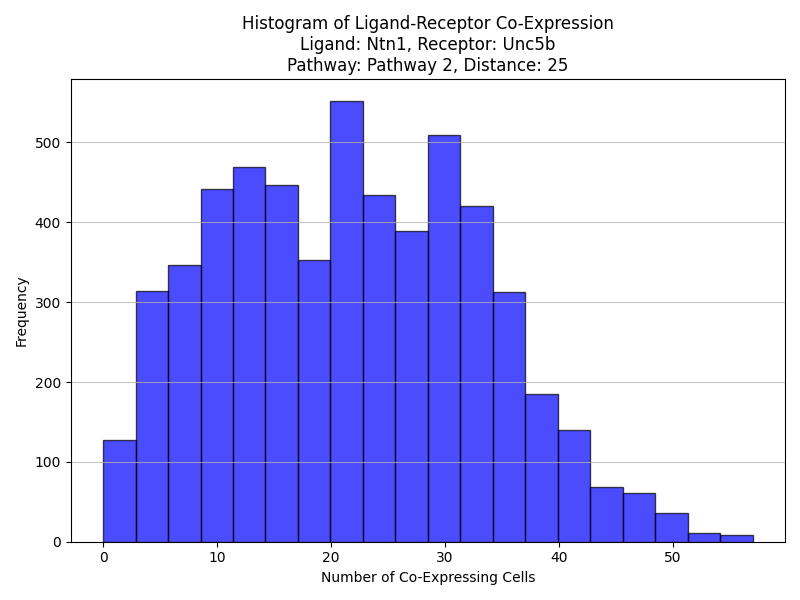 Histogram of Ligand-Receptor Co-Expression
Ligand: Ntn1, Receptor: Unc5b
Pathway: Pathway 2, Distance: 25
Frequency
500
400
300
200
100
0
0 10 20 30 40 50
Number of Co-Expressing Cells